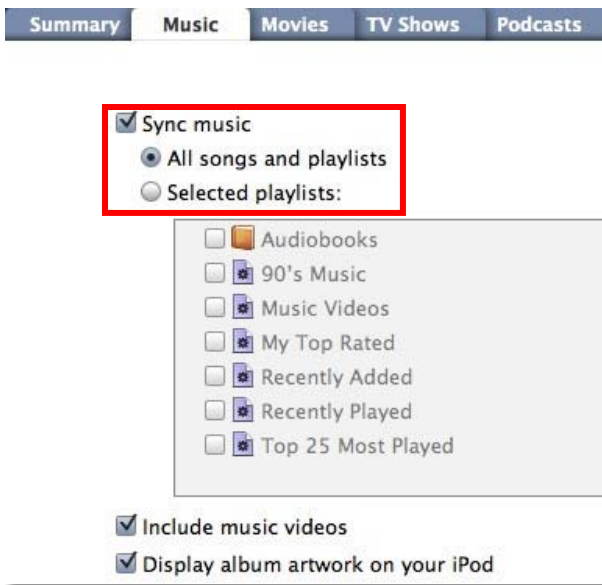 Summary Music Movies TV Shows Podcasts
Sync music
All songs and playlists
Selected playlists:
Audiobooks
90's Music
Music Videos
My Top Rated
Recently Added
Recently Played
Top 25 Most Played
Include music videos
Display album artwork on your iPod